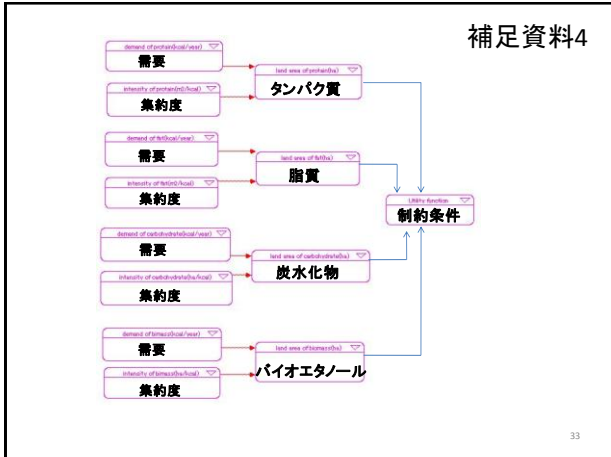 補足資料4
demand of protein(kcal/year)
需要
intensity of protein(m2/kcal)
集約度
land area of protein(ha)
タンパク質
demand of fat(kcal/year)
需要
intensity of fat(m2/kcal)
集約度
land area of fat(ha)
脂質
Utility function
制約条件
demand of carbohydrate(kcal/year)
需要
intensity of carbohydrate(ha/kcal)
集約度
land area of carbohydrate(ha)
炭水化物
demand of bimass(kcal/year)
需要
intensity of bimass(ha/kcal)
集約度
land area of biomass(ha)
バイオエタノール
33